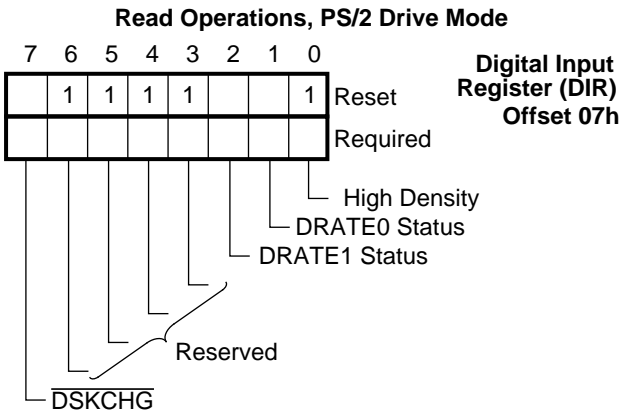 Read Operations, PS/2 Drive Mode
7 6 5 4 3 2 1 0
Digital Input
Register (DIR)
Offset 07h
1 1 1 1 1 Reset
Required
High Density
DRATE0 Status
DRATE1 Status
Reserved
DSKCHG